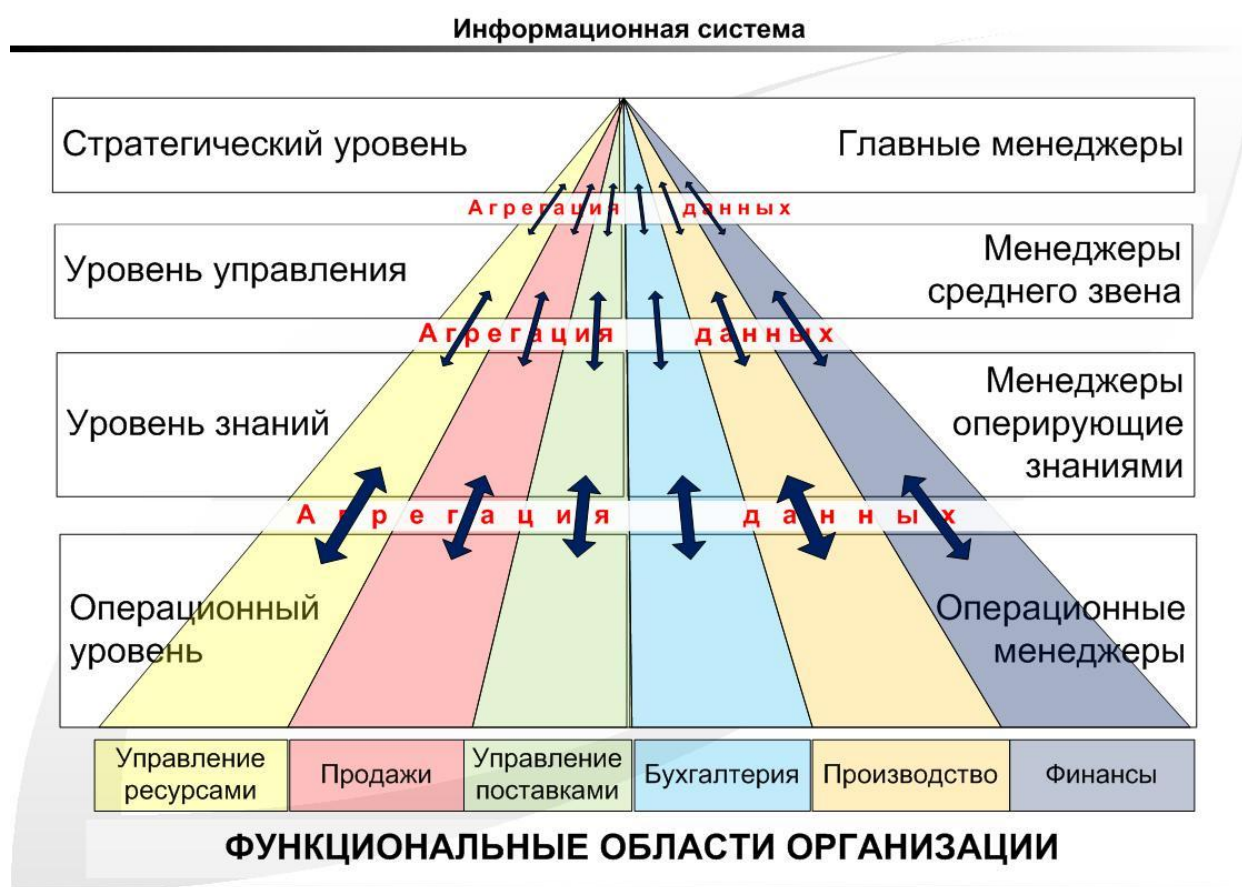 Информационная система
Стратегический уровень
Главные менеджеры
Агрегация данных
Уровень управления
Менеджеры
среднего звена
Агрегация данных
Уровень знаний
Менеджеры
оперирующие
знаниями
Агрегация данных
Операционный
уровень
Операционные
менеджеры
Управление
ресурсами
Продажи
Управление
поставками
Бухгалтерия
Производство
Финансы
ФУНКЦИОНАЛЬНЫЕ ОБЛАСТИ ОРГАНИЗАЦИИ